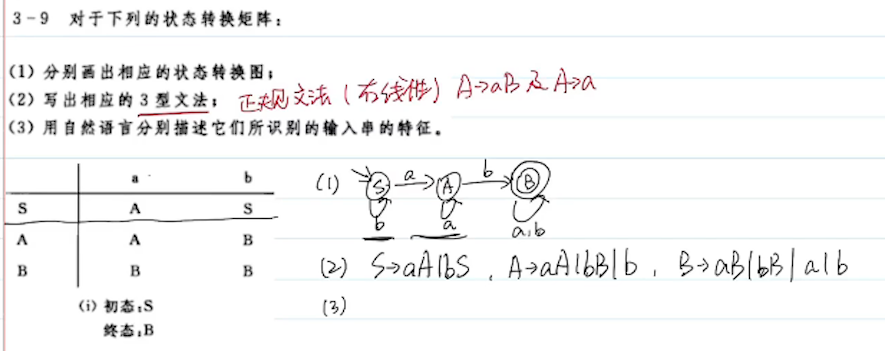 3-9 对于下列的状态转换矩阵：
(1) 分别画出相应的状态转换图；
(2) 写出相应的 3 型文法； 正规文法（右线性）A→aB 及 A→a
(3) 用自然语言分别描述它们所识别的输入串的特征。
a b
S A S
A A B
B B B
(i) 初态：S
终态：B
(1) S a A b B
b a a,b
(2) S→aA|bS , A→aA|bB|b , B→aB|bB|a|b
(3)